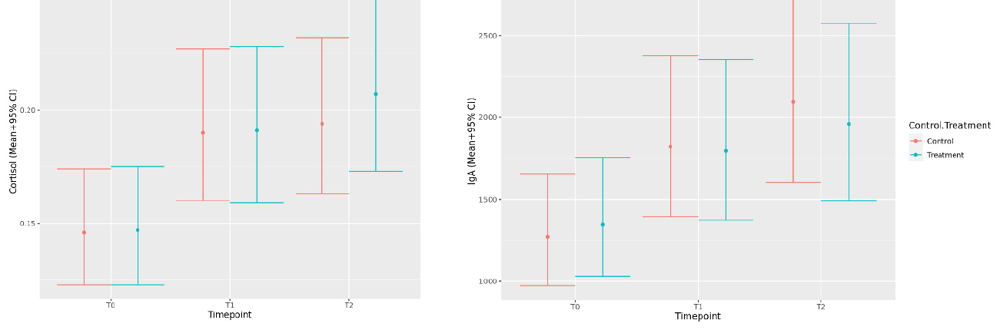 Cortisol (Mean+95% CI)
0.20
0.15
T0
T1
T2
Timepoint
IgA (Mean+95% CI)
2500
2000
1500
1000
T0
T1
T2
Timepoint
Control.Treatment
Control
Treatment